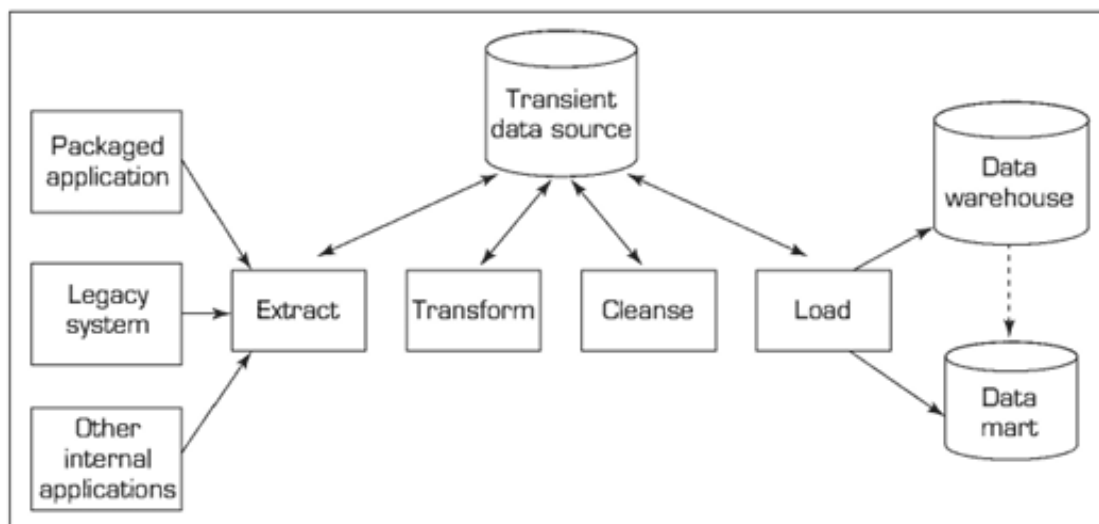 Transient
data source
Packaged
application
Data
warehouse
Legacy
system
Extract
Transform
Cleanse
Load
Other
internal
applications
Data
mart